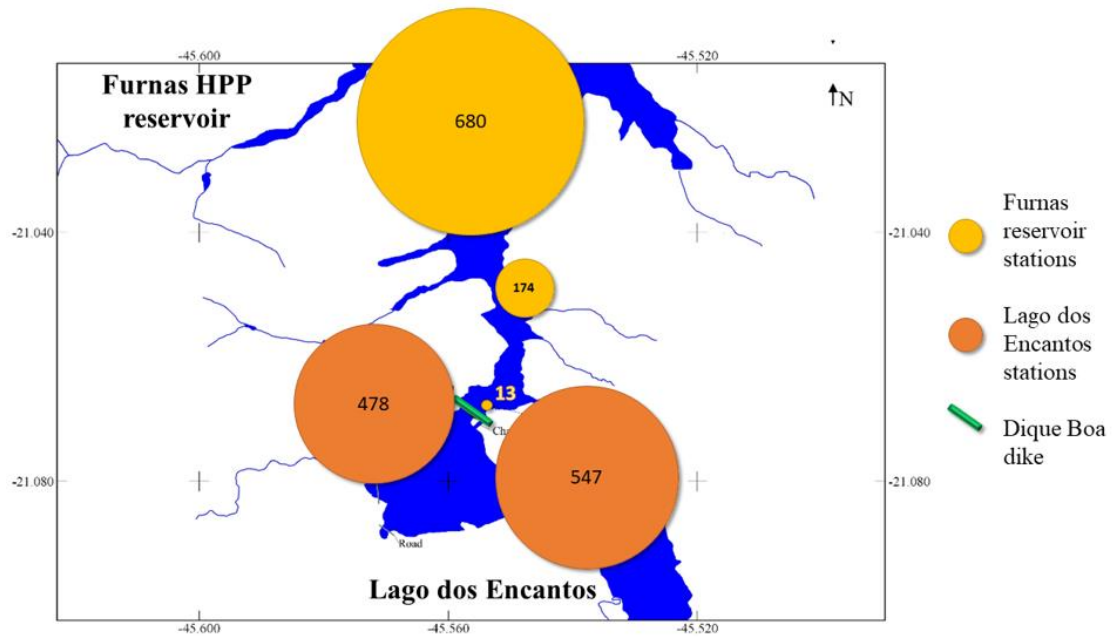 -45.600
-45.520
Furnas HPP
reservoir
680
N
Furnas
reservoir
stations
-21.040
-21.040
174
Lago dos
Encantos
stations
13
478
Dique Boa
dike
547
-21.080
-21.080
Road
Lago dos Encantos
-45.600
-45.560
-45.520